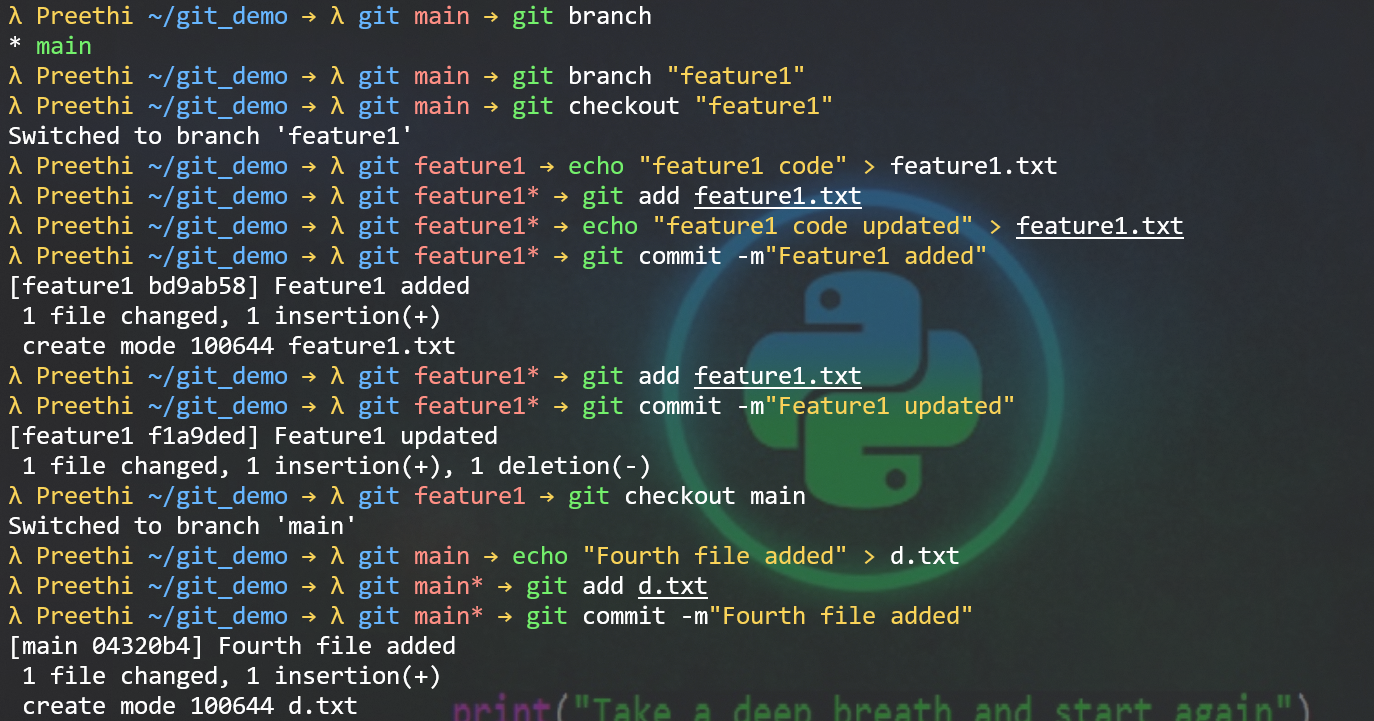 λ Preethi ~/git_demo → λ git main → git branch
* main
λ Preethi ~/git_demo → λ git main → git branch "feature1"
λ Preethi ~/git_demo → λ git main → git checkout "feature1"
Switched to branch 'feature1'
λ Preethi ~/git_demo → λ git feature1 → echo "feature1 code" > feature1.txt
λ Preethi ~/git_demo → λ git feature1* → git add feature1.txt
λ Preethi ~/git_demo → λ git feature1* → echo "feature1 code updated" > feature1.txt
λ Preethi ~/git_demo → λ git feature1* → git commit -m"Feature1 added"
[feature1 bd9ab58] Feature1 added
 1 file changed, 1 insertion(+)
 create mode 100644 feature1.txt
λ Preethi ~/git_demo → λ git feature1* → git add feature1.txt
λ Preethi ~/git_demo → λ git feature1* → git commit -m"Feature1 updated"
[feature1 f1a9ded] Feature1 updated
 1 file changed, 1 insertion(+), 1 deletion(-)
λ Preethi ~/git_demo → λ git feature1 → git checkout main
Switched to branch 'main'
λ Preethi ~/git_demo → λ git main → echo "Fourth file added" > d.txt
λ Preethi ~/git_demo → λ git main* → git add d.txt
λ Preethi ~/git_demo → λ git main* → git commit -m"Fourth file added"
[main 04320b4] Fourth file added
 1 file changed, 1 insertion(+)
 create mode 100644 d.txt
print("Take a deep breath and start again")